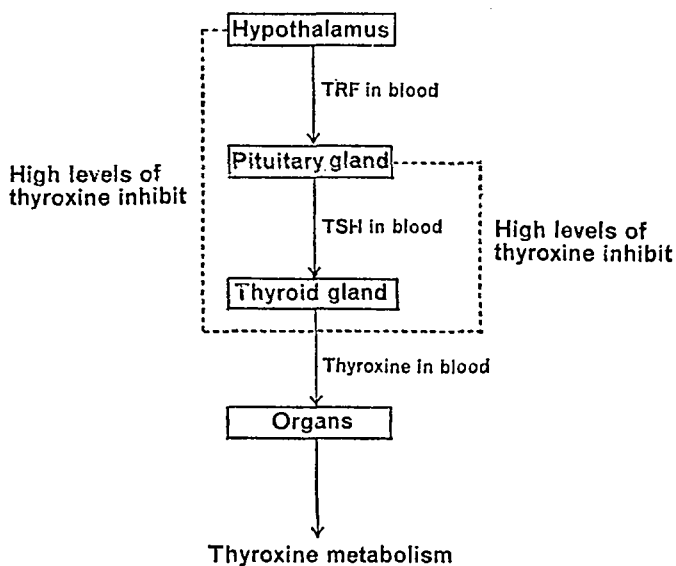 Hypothalamus
TRF in blood
Pituitary gland
High levels of
thyroxine inhibit
TSH in blood
High levels of
thyroxine inhibit
Thyroid gland
Thyroxine in blood
Organs
Thyroxine metabolism